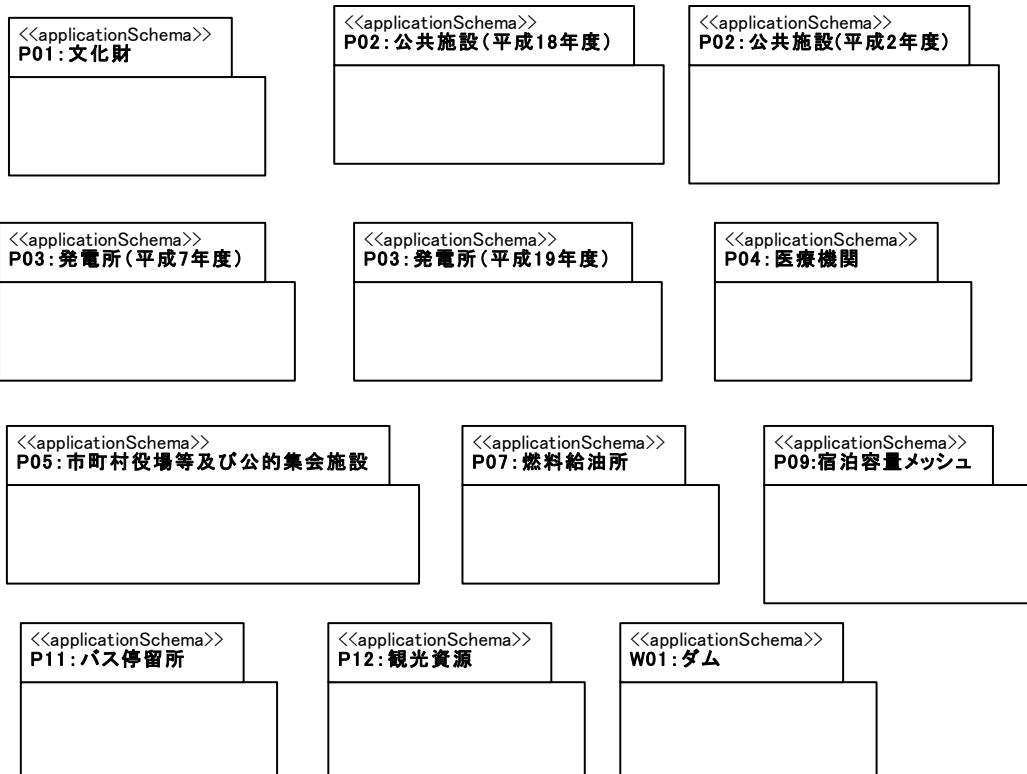 <<applicationSchema>>
P01:文化財
<<applicationSchema>>
P02:公共施設(平成18年度)
<<applicationSchema>>
P02:公共施設(平成2年度)
<<applicationSchema>>
P03:発電所(平成7年度)
<<applicationSchema>>
P03:発電所(平成19年度)
<<applicationSchema>>
P04:医療機関
<<applicationSchema>>
P05:市町村役場等及び公的集会施設
<<applicationSchema>>
P07:燃料給油所
<<applicationSchema>>
P09:宿泊容量メッシュ
<<applicationSchema>>
P11:バス停留所
<<applicationSchema>>
P12:観光資源
<<applicationSchema>>
W01:ダム